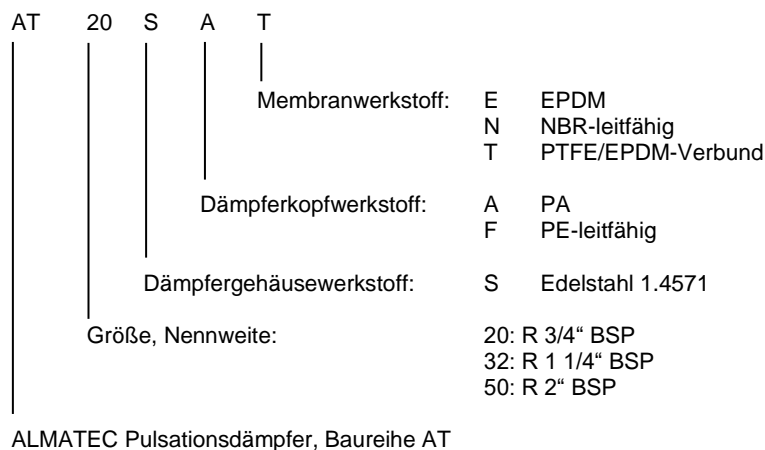 AT 20 S A T
Membranwerkstoff: E EPDM
N NBR-leitfähig
T PTFE/EPDM-Verbund
Dämpferkopfwerkstoff: A PA
F PE-leitfähig
Dämpfergehäusewerkstoff: S Edelstahl 1.4571
Größe, Nennweite: 20: R 3/4“ BSP
32: R 1 1/4“ BSP
50: R 2“ BSP
ALMATEC Pulsationsdämpfer, Baureihe AT